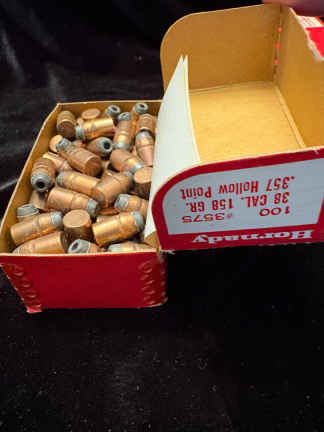 Hornady
100 #3575
38 CAL. 158 GR.
.357 Hollow Point